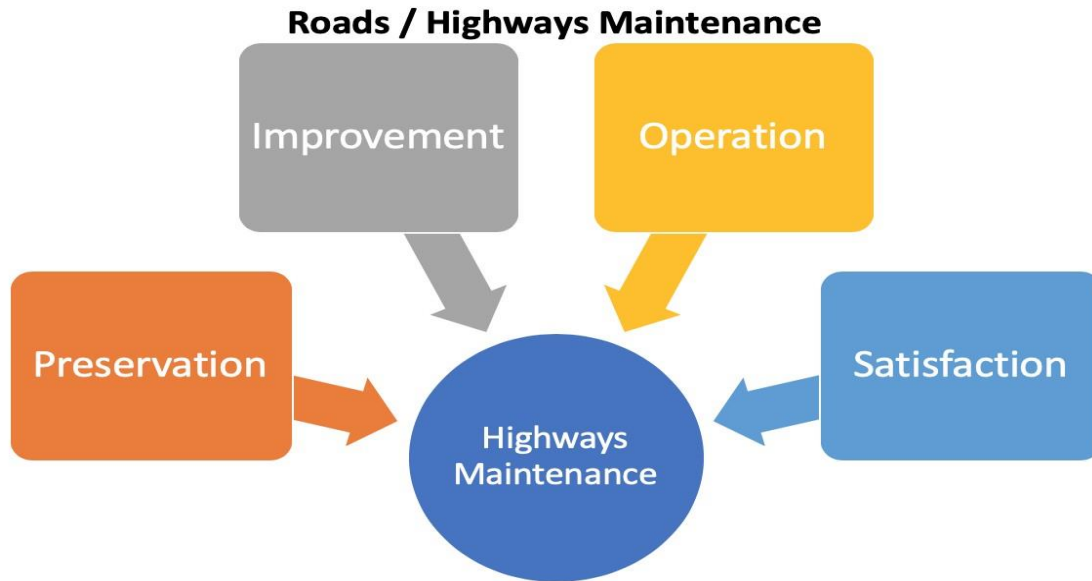 Roads / Highways Maintenance
Improvement
Operation
Preservation
Satisfaction
Highways
Maintenance